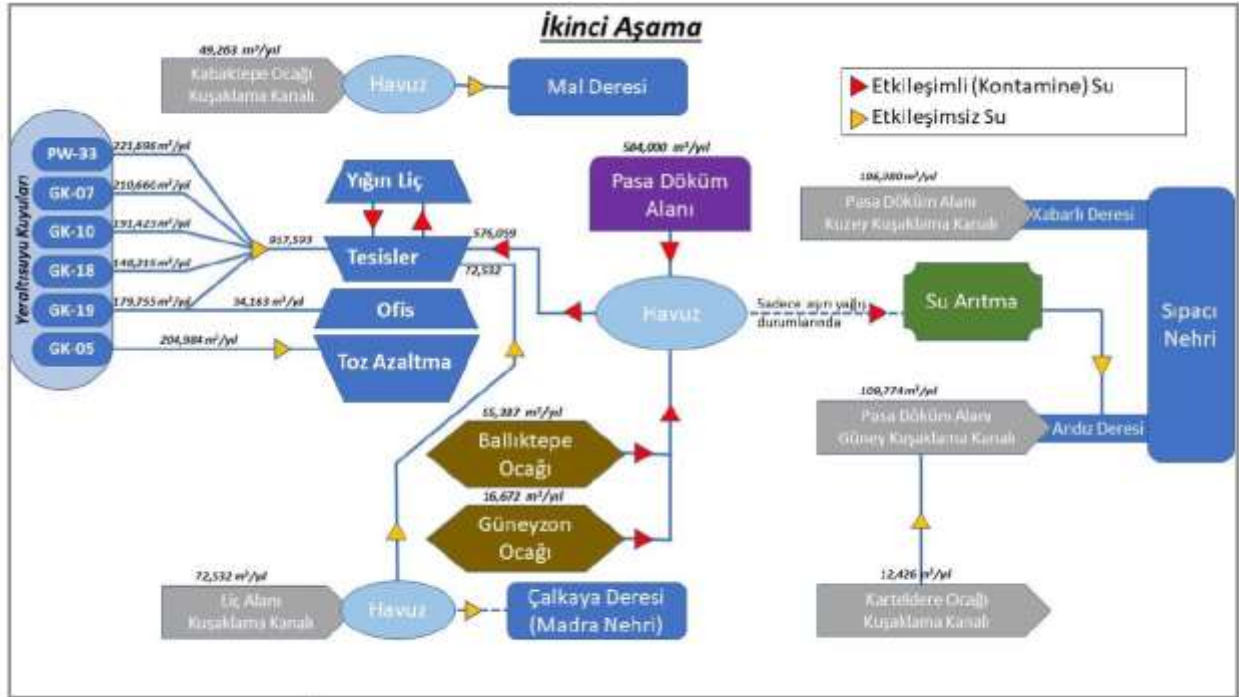 İkinci Aşama
49,263 m³/yıl
Kabaktepe Ocağı
Kuşaklama Kanalı
Havuz
Mal Deresi
Etkileşimli (Kontamine) Su
Etkileşimsiz Su
Yeraltısuyu Kuyuları
PW-33
221,696 m³/yıl
GK-07
210,660 m³/yıl
GK-10
191,423 m³/yıl
GK-18
148,215 m³/yıl
GK-19
179,755 m³/yıl
GK-05
204,984 m³/yıl
917,593
34,163 m³/yıl
Yığın Liç
Tesisler
576,059
72,532
Ofis
Toz Azaltma
504,000 m³/yıl
Pasa Döküm
Alanı
Havuz
Sadece aşırı yağış
durumlarında
Su Arıtma
106,980 m³/yıl
Pasa Döküm Alanı
Kuzey Kuşaklama Kanalı
Kabarlı Deresi
Sıpacı
Nehri
109,774 m³/yıl
Pasa Döküm Alanı
Güney Kuşaklama Kanalı
Arıdız Deresi
55,387 m³/yıl
Ballıktepe
Ocağı
16,672 m³/yıl
Güneyzon
Ocağı
72,532 m³/yıl
Liç Alanı
Kuşaklama Kanalı
Havuz
Çalkaya Deresi
(Madra Nehri)
12,426 m³/yıl
Karteldere Ocağı
Kuşaklama Kanalı